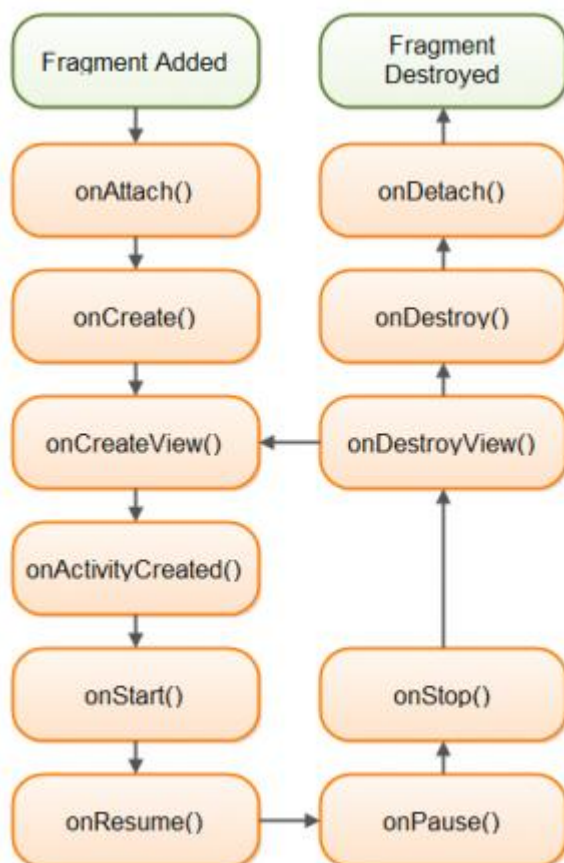 Fragment Added
onAttach()
onCreate()
onCreateView()
onActivityCreated()
onStart()
onResume()
Fragment
Destroyed
onDetach()
onDestroy()
onDestroyView()
onStop()
onPause()